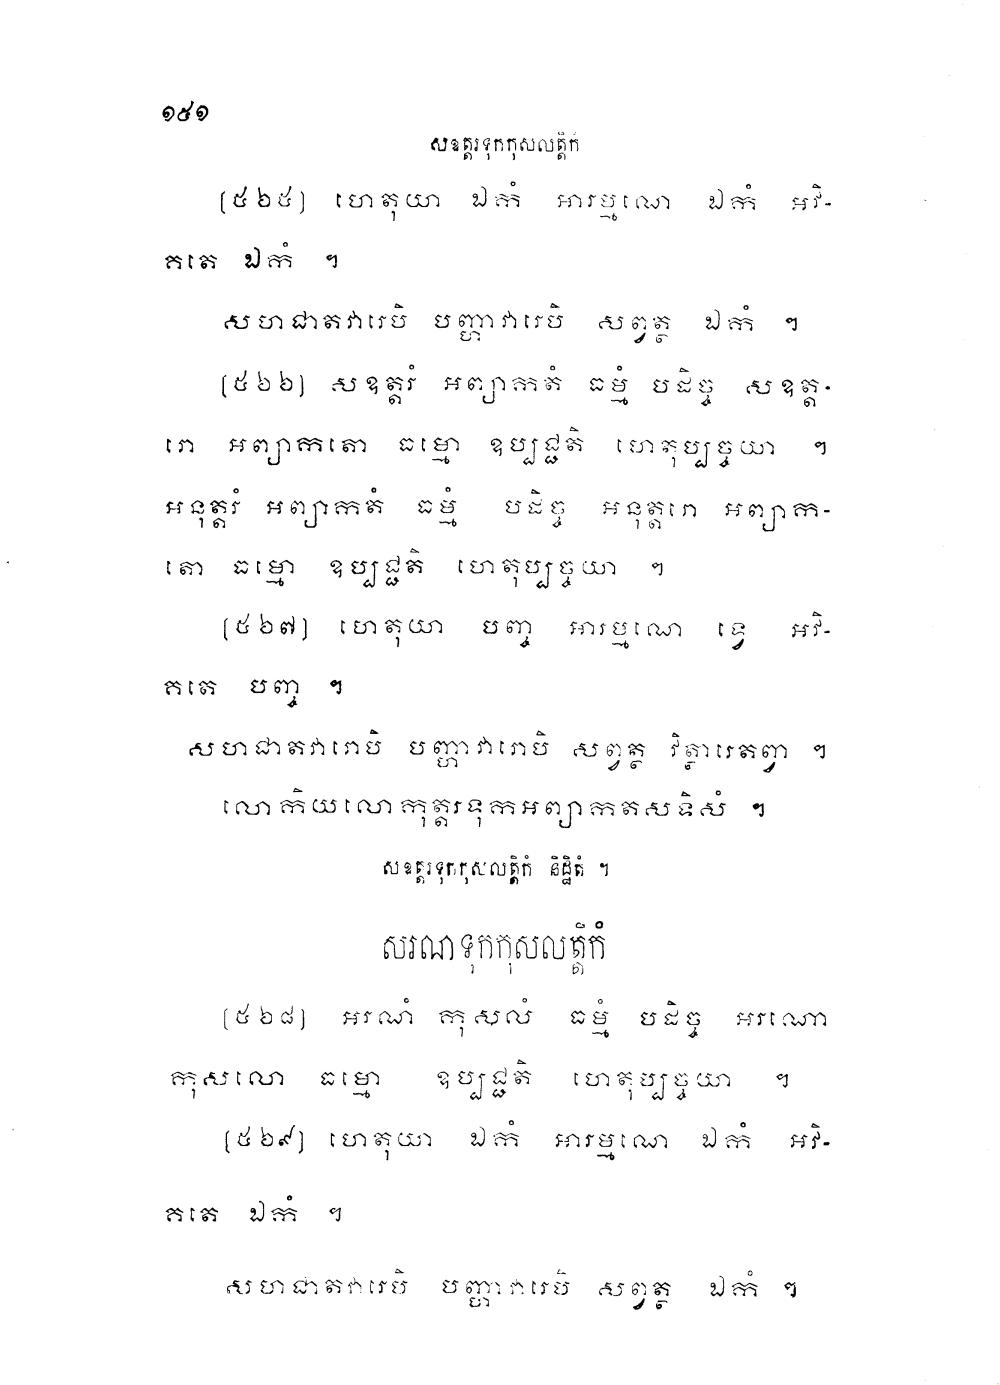 ១៥១
សឧត្តរទុកកុសលត្តិកំ
[៥៦៥] ហេតុយា ឯកំ អារម្មណេ ឯកំ អវិ-
គតេ ឯកំ ។
សហជាតវារេបិ បញ្ហាវារេបិ សព្វត្ថ ឯកំ ។
[៥៦៦] សឧត្តរំ អព្យាកតំ ធម្មំ បដិច្ច សឧត្ត-
រោ អព្យាកតោ ធម្មោ ឧប្បជ្ជតិ ហេតុប្បច្ចយា ។
អនុត្តរំ អព្យាកតំ ធម្មំ បដិច្ច អនុត្តរោ អព្យាក-
តោ ធម្មោ ឧប្បជ្ជតិ ហេតុប្បច្ចយា ។
[៥៦៧] ហេតុយា បញ្ច អារម្មណេ ទ្វេ អវិ-
គតេ បញ្ច ។
សហជាតវារោបិ បញ្ហាវារោបិ សព្វត្ថ វិត្ថារេតព្វា ។
លោកិយលោកុត្តរទុកអព្យាកតសទិសំ ។
សឧត្តរទុកកុសលត្តិកំ និដ្ឋិតំ ។
សរណទុកកុសលត្តិកំ
[៥៦៨] អរណំ កុសលំ ធម្មំ បដិច្ច អរណោ
កុសលោ ធម្មោ ឧប្បជ្ជតិ ហេតុប្បច្ចយា ។
[៥៦៩] ហេតុយា ឯកំ អារម្មណេ ឯកំ អវិ-
គតេ ឯកំ ។
សហជាតវារេបិ បញ្ហាវារេបិ សព្វត្ថ ឯកំ ។